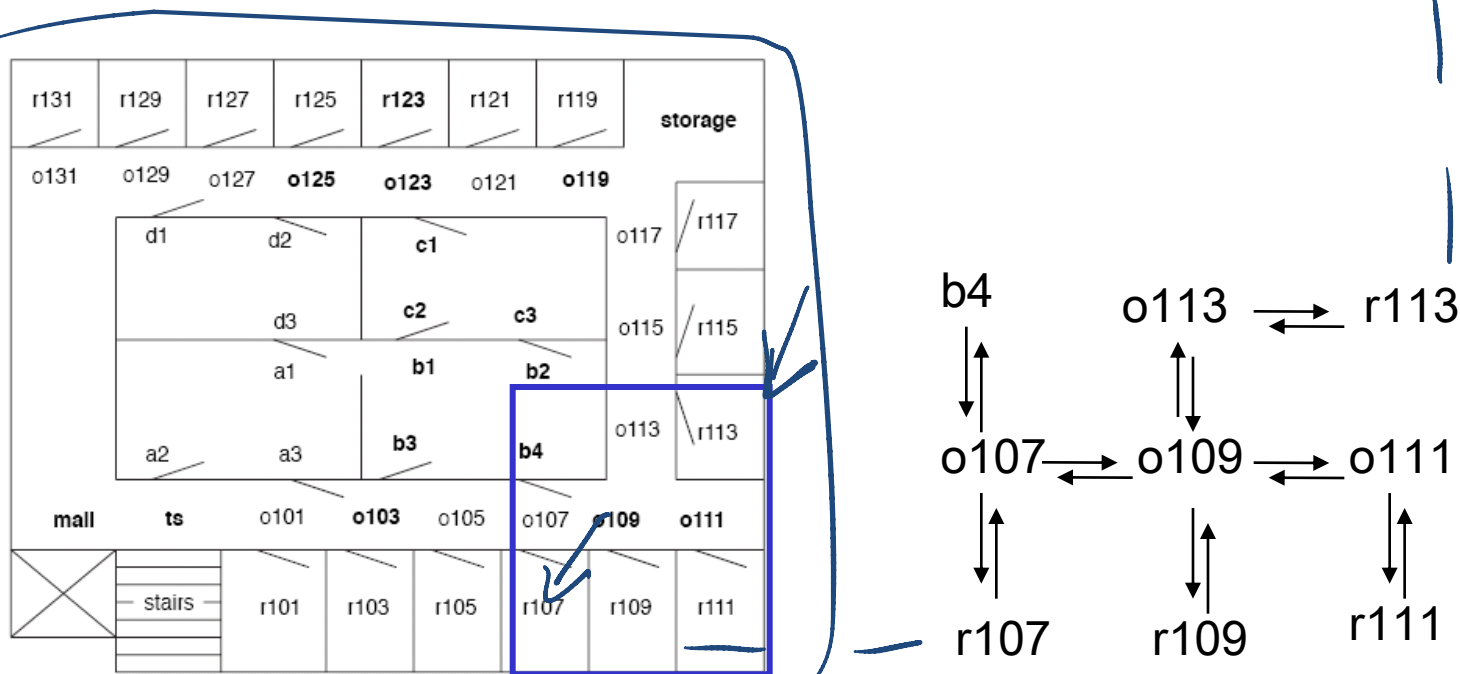 r131 r129 r127 r125 r123 r121 r119
storage
o131 o129 o127 o125 o123 o121 o119
d1 d2 c1 o117 r117
d3 c2 c3 o115 r115
a1 b1 b2
a2 a3 b3 b4 o113 r113
mall ts o101 o103 o105 o107 o109 o111
stairs r101 r103 r105 r107 r109 r111
b4 o113 r113
o107 o109 o111
r107 r109 r111